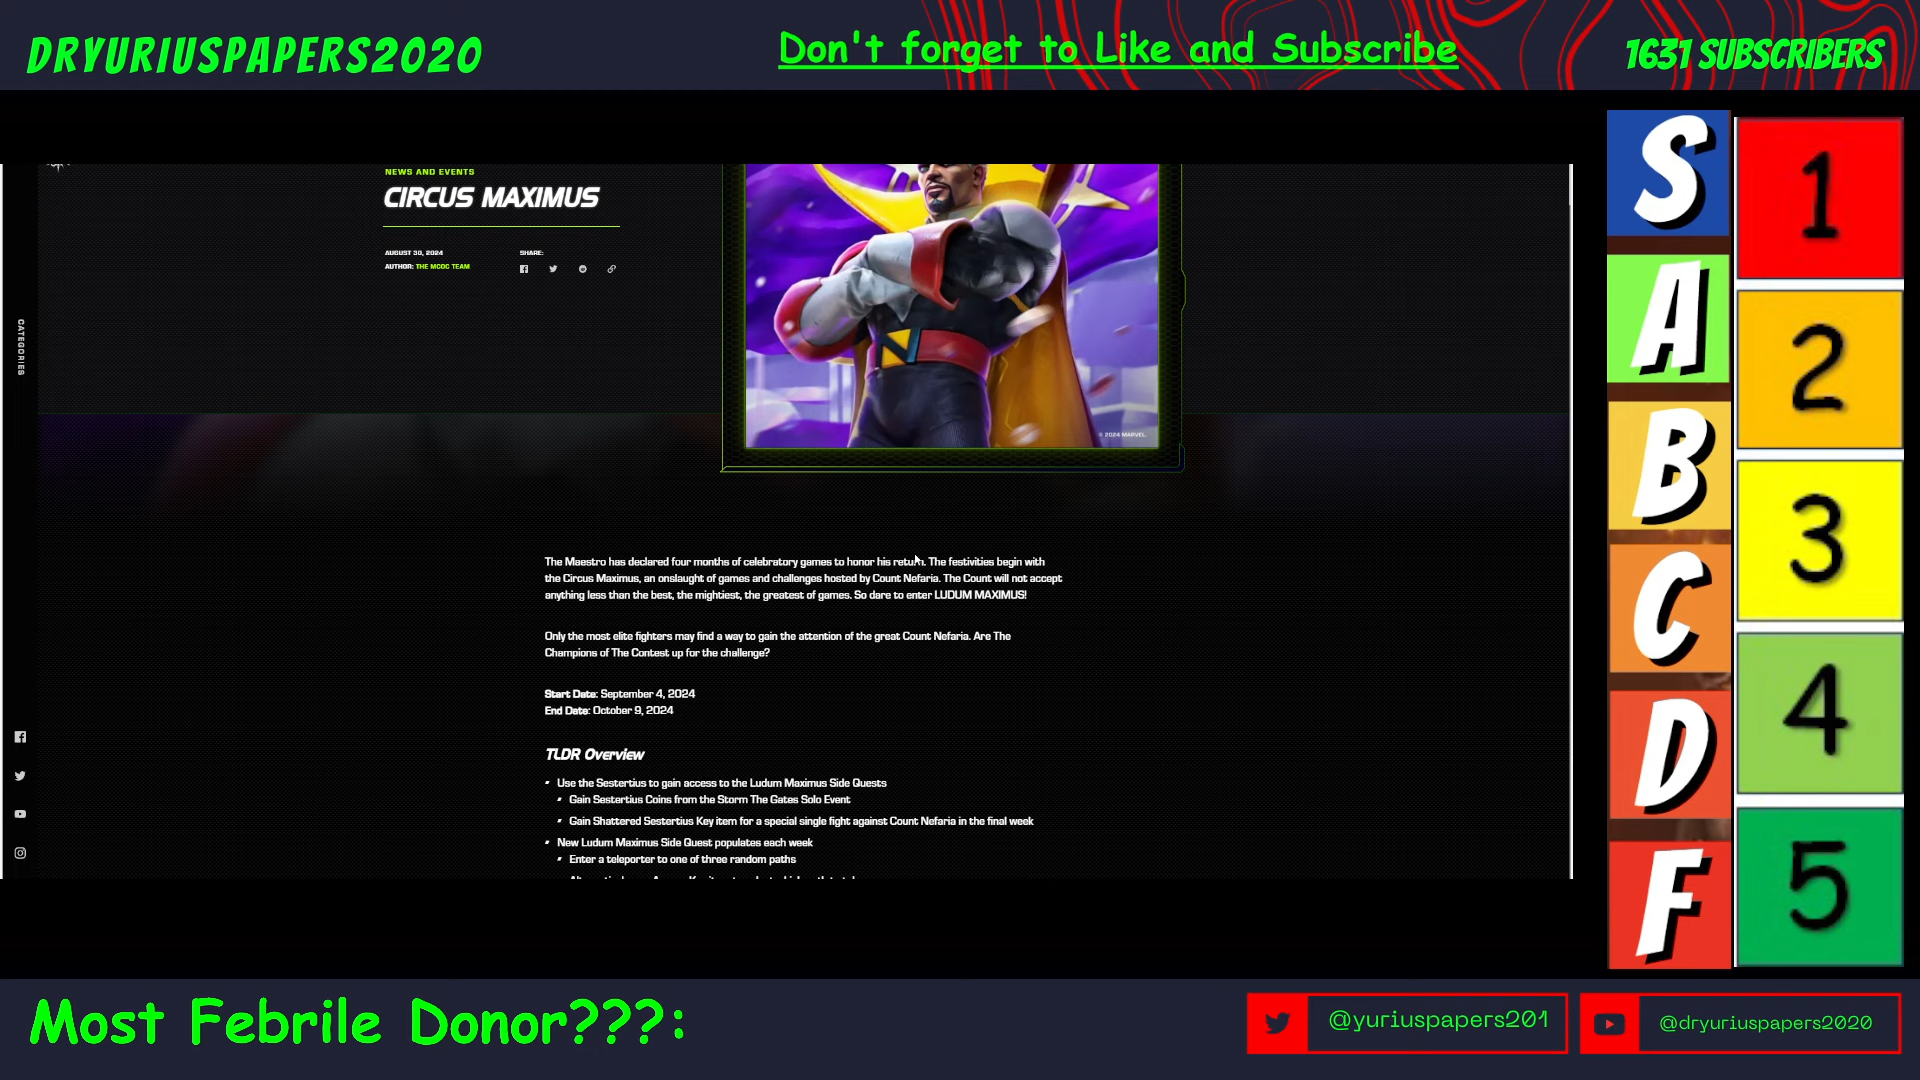 DRYURIUSPAPERS2020
Don't forget to Like and Subscribe
1631 SUBSCRIBERS
NEWS AND EVENTS
CIRCUS MAXIMUS
AUGUST 30, 2024
AUTHOR: THE MCOC TEAM
SHARE:
CATEGORIES
N
© 2024 MARVEL.
The Maestro has declared four months of celebratory games to honor his return. The festivities begin with
the Circus Maximus, an onslaught of games and challenges hosted by Count Nefaria. The Count will not accept
anything less than the best, the mightiest, the greatest of games. So dare to enter LUDUM MAXIMUS!
Only the most elite fighters may find a way to gain the attention of the great Count Nefaria. Are The
Champions of The Contest up for the challenge?
Start Date: September 4, 2024
End Date: October 9, 2024
TLDR Overview
Use the Sestertius to gain access to the Ludum Maximus Side Quests
Gain Sestertius Coins from the Storm The Gates Solo Event
Gain Shattered Sestertius Key item for a special single fight against Count Nefaria in the final week
New Ludum Maximus Side Quest populates each week
Enter a teleporter to one of three random paths
S
A
B
C
D
F
1
2
3
4
5
Most Febrile Donor???:
@yuriuspapers201
@dryuriuspapers2020